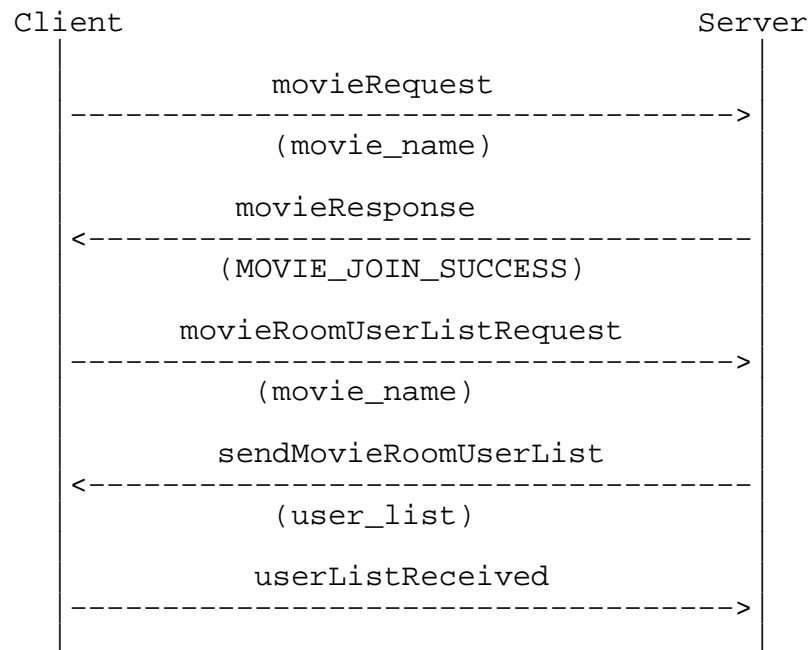 Client Server
movieRequest
(movie_name)
movieResponse
(MOVIE_JOIN_SUCCESS)
movieRoomUserListRequest
(movie_name)
sendMovieRoomUserList
(user_list)
userListReceived